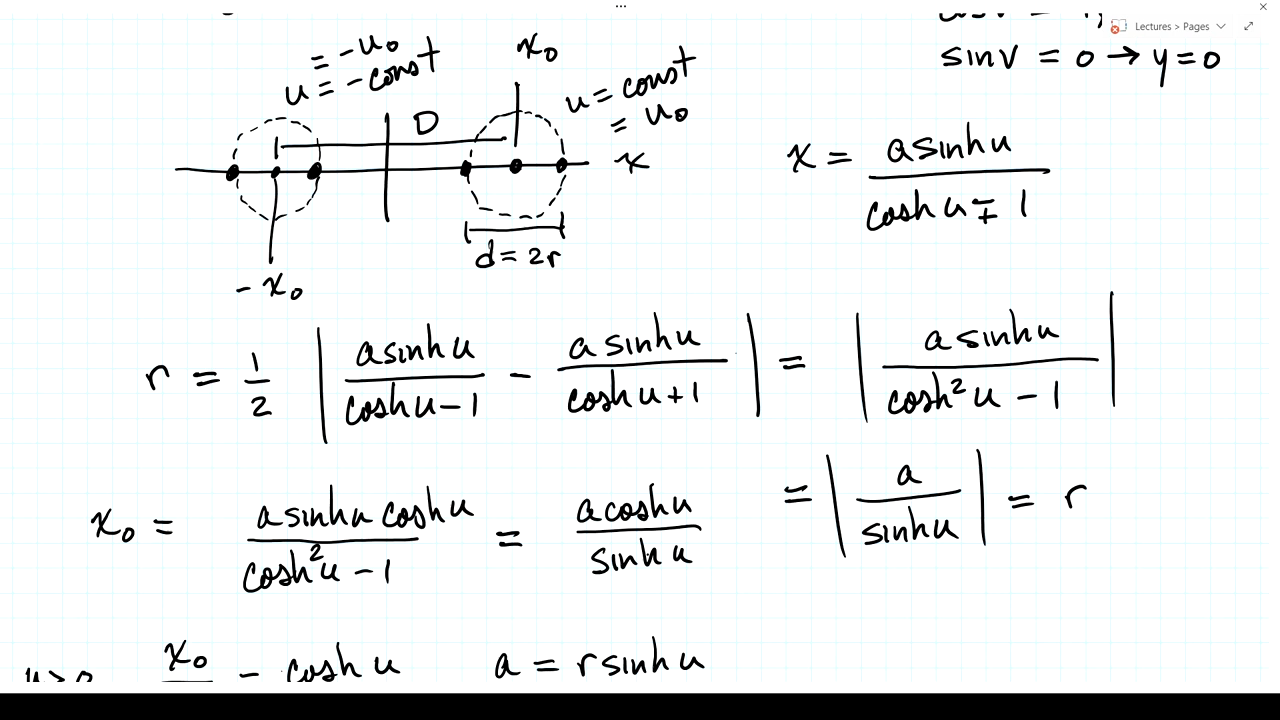 ...
Lectures > Pages
sin v = 0 → y = 0
= -u₀
u = -const
x₀
u = const
= u₀
D
x
d = 2r
-x₀
x = a sinh u / (cosh u ∓ 1)
r = 1/2 | a sinh u / (cosh u - 1) - a sinh u / (cosh u + 1) | = | a sinh u / (cosh² u - 1) |
= | a / sinh u | = r
x₀ = a sinh u cosh u / (cosh² u - 1) = a cosh u / sinh u
x₀ = cosh u
a = r sinh u